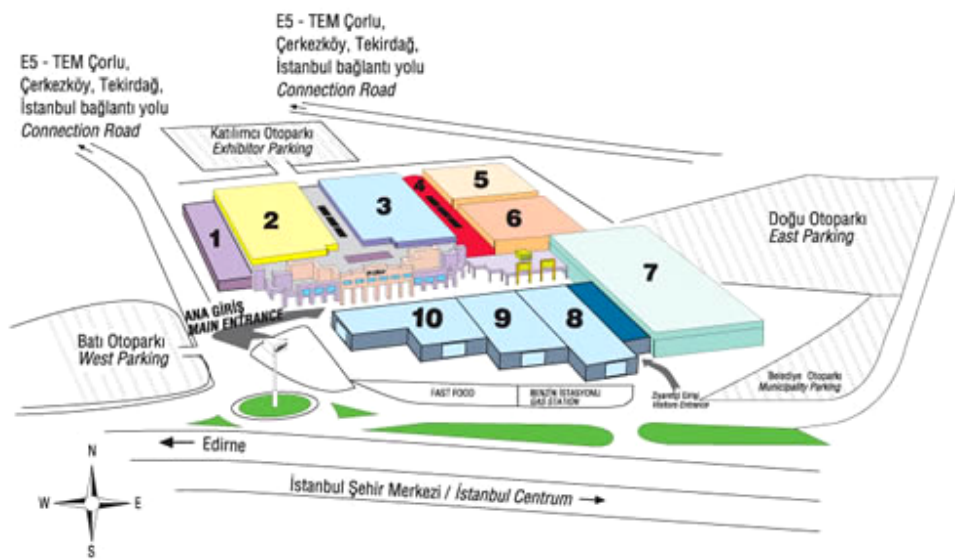 E5 - TEM Çorlu,
Çerkezköy, Tekirdağ,
İstanbul bağlantı yolu
Connection Road
E5 - TEM Çorlu,
Çerkezköy, Tekirdağ,
İstanbul bağlantı yolu
Connection Road
Katılımcı Otoparkı
Exhibitor Parking
1
2
3
4
5
6
7
Doğu Otoparkı
East Parking
ANA GİRİŞ
MAIN ENTRANCE
10
9
8
Batı Otoparkı
West Parking
Belediye Otoparkı
Municipality Parking
FAST FOOD
BENZİN İSTASYONU
GAS STATION
Ziyaretçi Girişi
Visitors Entrance
Edirne
İstanbul Şehir Merkezi / İstanbul Centrum
N
W
E
S